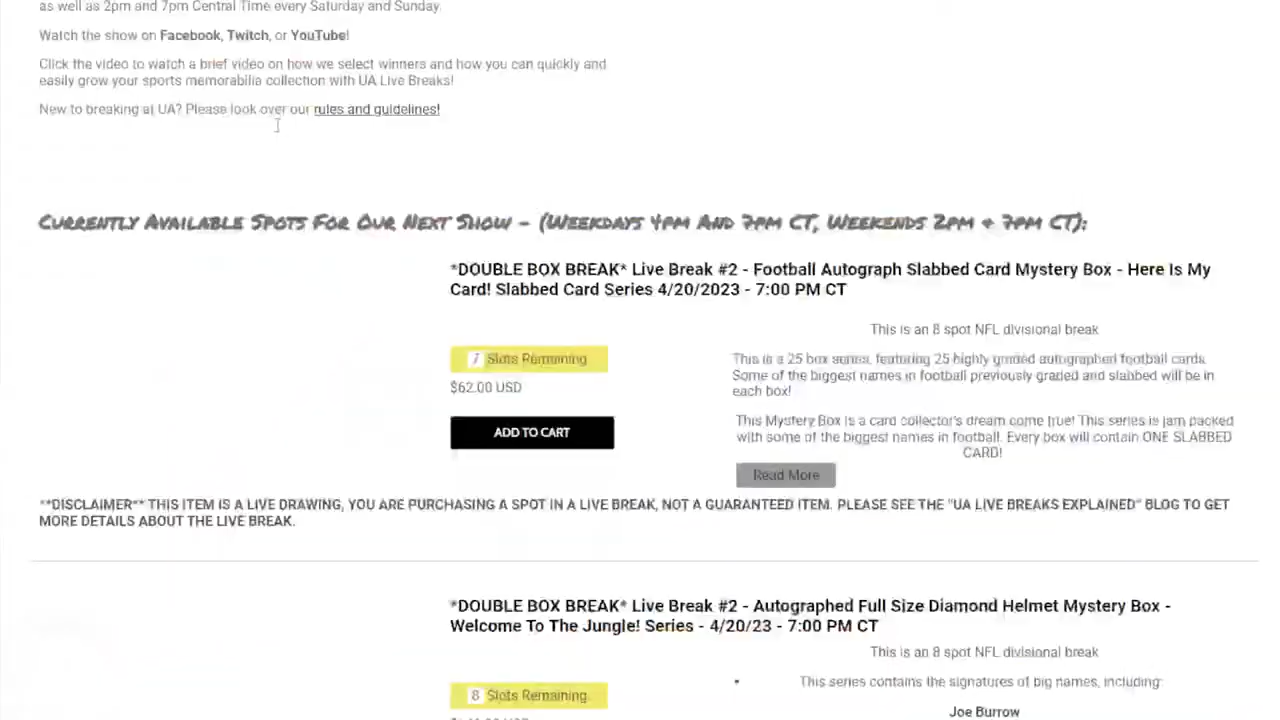 as well as 2pm and 7pm Central Time every Saturday and Sunday.
Watch the show on Facebook, Twitch, or YouTube!
Click the video to watch a brief video on how we select winners and how you can quickly and
easily grow your sports memorabilia collection with UA Live Breaks!
New to breaking at UA? Please look over our rules and guidelines!
Currently Available Spots For Our Next Show - (Weekdays 4pm And 7pm CT, Weekends 2pm & 7pm CT):
*DOUBLE BOX BREAK* Live Break #2 - Football Autograph Slabbed Card Mystery Box - Here Is My
Card! Slabbed Card Series 4/20/2023 - 7:00 PM CT
This is an 8 spot NFL divisional break
7 Slots Remaining
$62.00 USD
ADD TO CART
This is a 25 box series, featuring 25 highly graded autographed football cards.
Some of the biggest names in football previously graded and slabbed will be in
each box!
This Mystery Box is a card collector's dream come true! This series is jam packed
with some of the biggest names in football. Every box will contain ONE SLABBED
CARD!
Read More
**DISCLAIMER** THIS ITEM IS A LIVE DRAWING, YOU ARE PURCHASING A SPOT IN A LIVE BREAK, NOT A GUARANTEED ITEM. PLEASE SEE THE "UA LIVE BREAKS EXPLAINED" BLOG TO GET
MORE DETAILS ABOUT THE LIVE BREAK.
*DOUBLE BOX BREAK* Live Break #2 - Autographed Full Size Diamond Helmet Mystery Box -
Welcome To The Jungle! Series - 4/20/23 - 7:00 PM CT
This is an 8 spot NFL divisional break
8 Slots Remaining
• This series contains the signatures of big names, including:
Joe Burrow